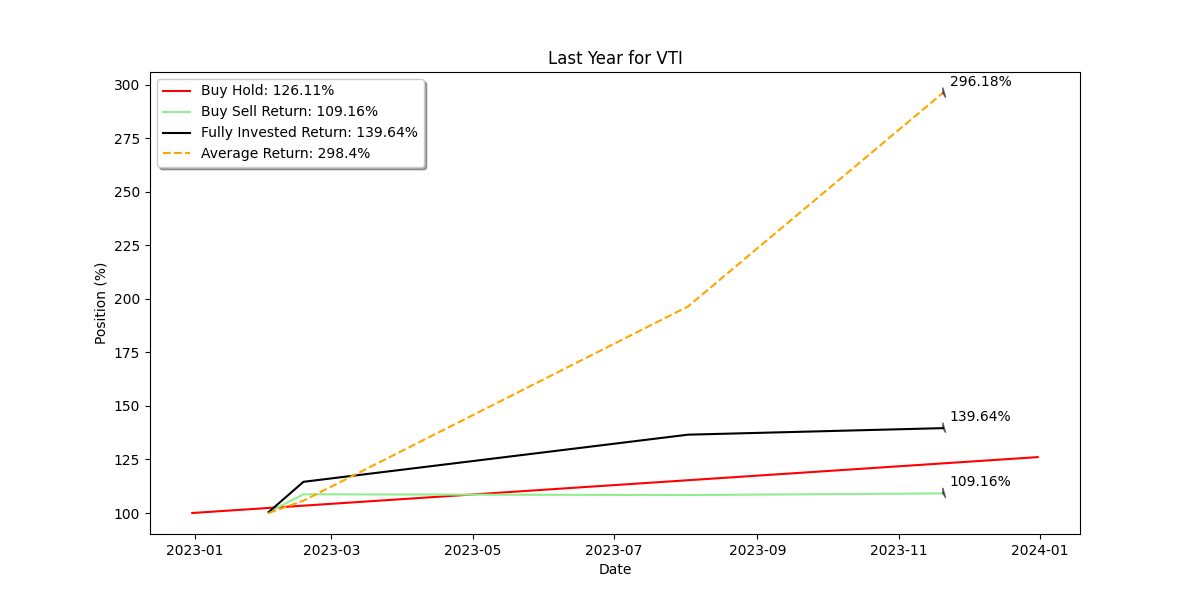 Last Year for VTI
Buy Hold: 126.11%
Buy Sell Return: 109.16%
Fully Invested Return: 139.64%
Average Return: 298.4%
296.18%
139.64%
109.16%
300
275
250
225
200
175
150
125
100
Position (%)
2023-01 2023-03 2023-05 2023-07 2023-09 2023-11 2024-01
Date